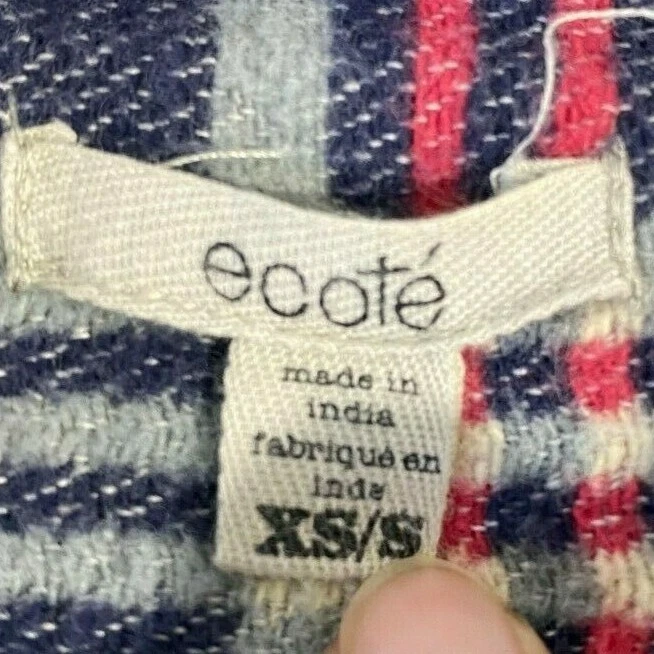 ecoté
made in
india
fabriqué en
inde
XS/S